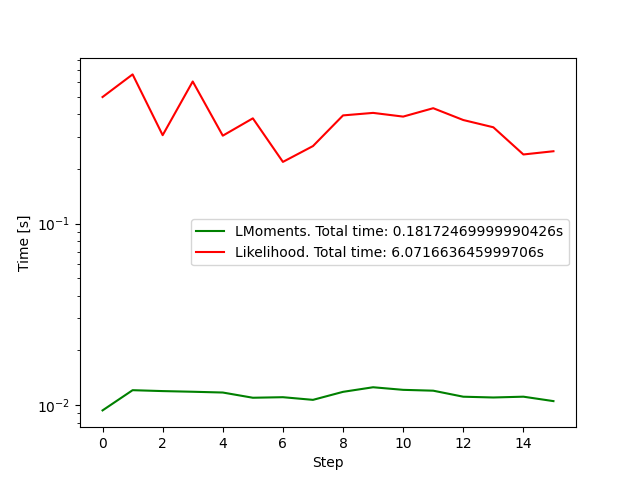 Time [s]
10⁻¹
10⁻²
LMoments. Total time: 0.18172469999990426s
Likelihood. Total time: 6.071663645999706s
0 2 4 6 8 10 12 14
Step